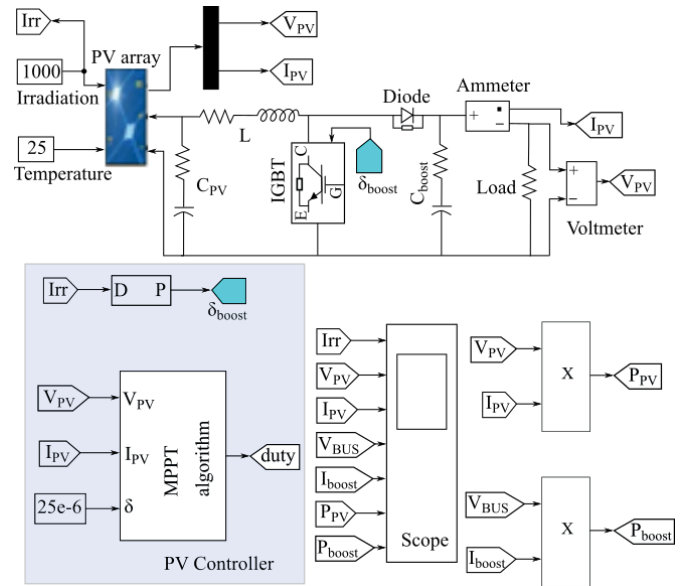 Irr
PV array
V_PV
1000
I_PV
Irradiation
Diode
Ammeter
L
I_PV
25
C
Temperature
C_PV
IGBT
G
E
δ_boost
C_boost
Load
V_PV
Voltmeter
Irr
D P
δ_boost
V_PV
V_PV
I_PV
I_PV
25e-6
δ
MPPT
algorithm
duty
PV Controller
Irr
V_PV
I_PV
V_BUS
I_boost
P_PV
P_boost
Scope
V_PV
I_PV
X
P_PV
V_BUS
I_boost
X
P_boost